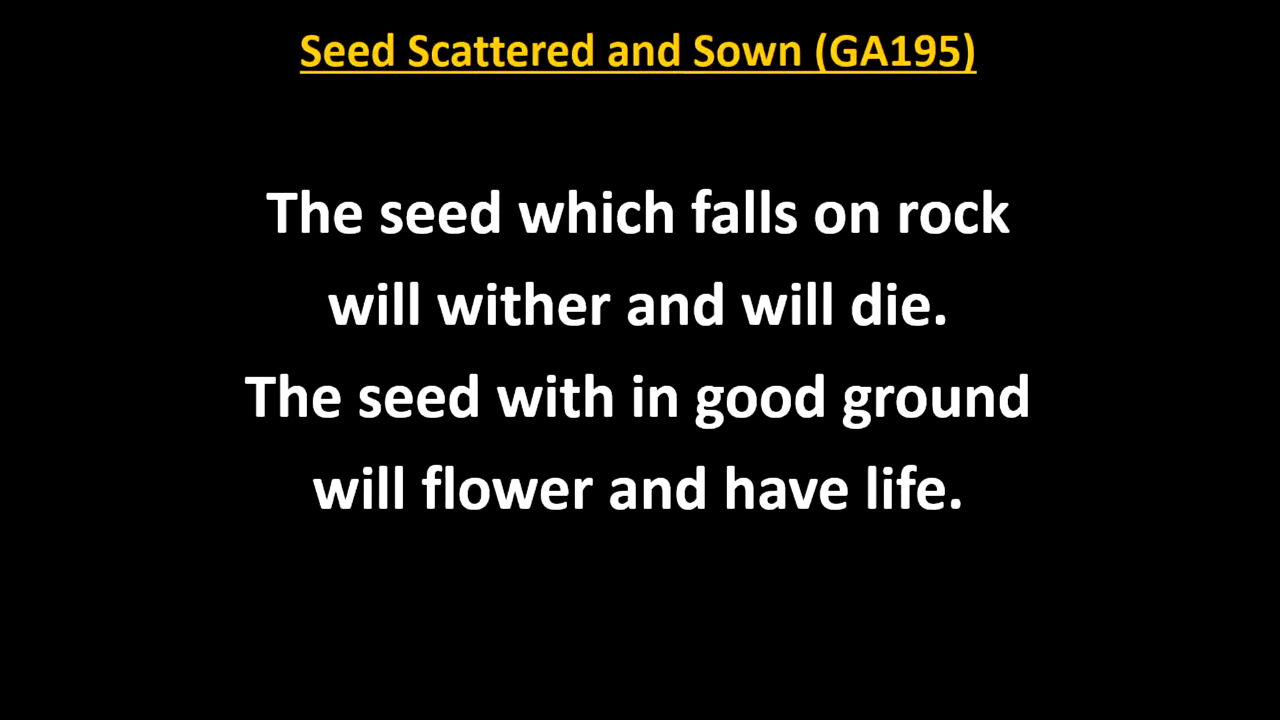 Seed Scattered and Sown (GA195)
The seed which falls on rock
will wither and will die.
The seed with in good ground
will flower and have life.